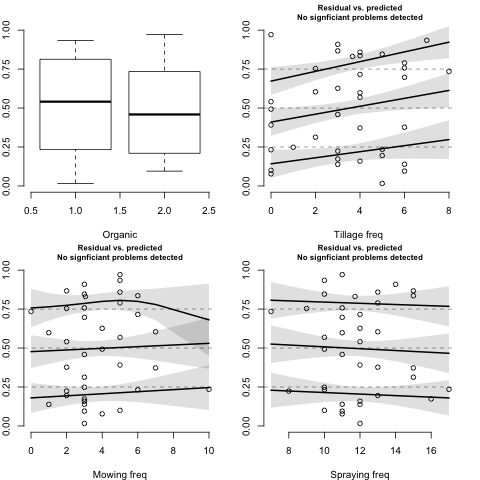 0.00 0.25 0.50 0.75 1.00
0.5 1.0 1.5 2.0 2.5
Organic
Residual vs. predicted
No signficiant problems detected
0.00 0.25 0.50 0.75 1.00
0 2 4 6 8
Tillage freq
Residual vs. predicted
No signficiant problems detected
0.00 0.25 0.50 0.75 1.00
0 2 4 6 8 10
Mowing freq
Residual vs. predicted
No signficiant problems detected
0.00 0.25 0.50 0.75 1.00
8 10 12 14 16
Spraying freq